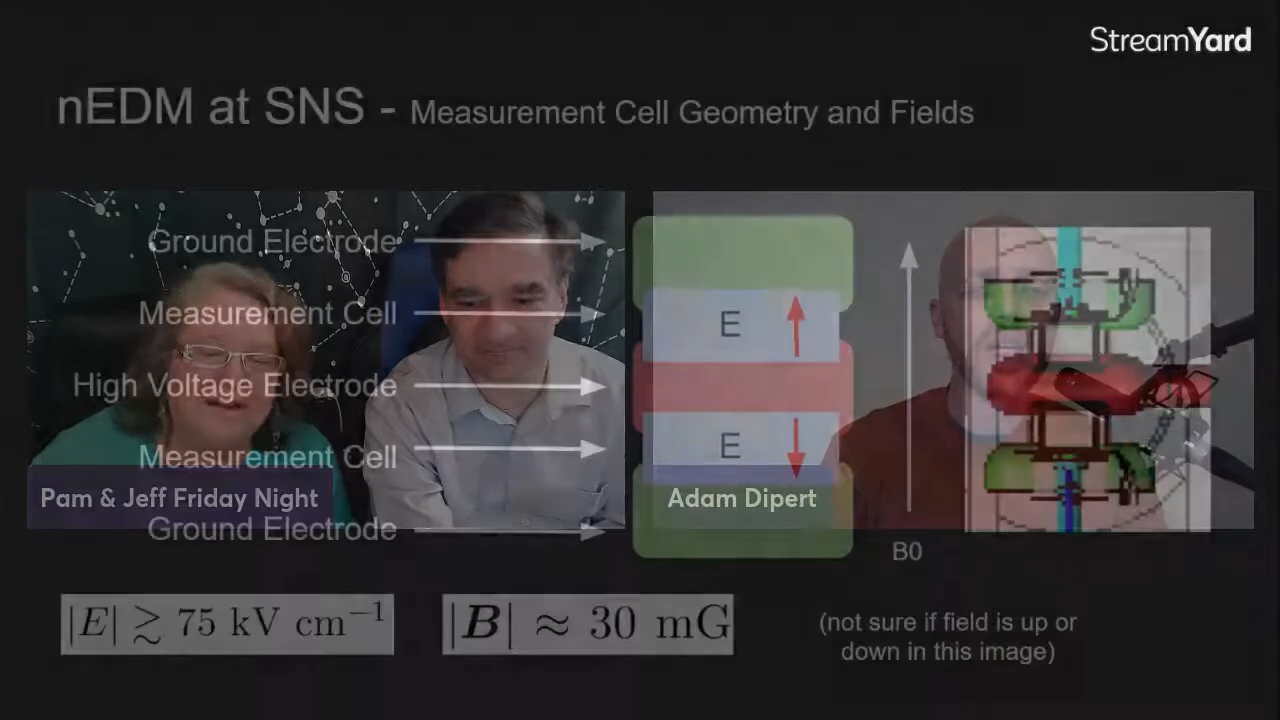 StreamYard
nEDM at SNS - Measurement Cell Geometry and Fields
Ground Electrode
Measurement Cell
High Voltage Electrode
Measurement Cell
Ground Electrode
E
E
B0
Pam & Jeff Friday Night
Adam Dipert
|E| ≳ 75 kV cm⁻¹
|B| ≈ 30 mG
(not sure if field is up or
down in this image)